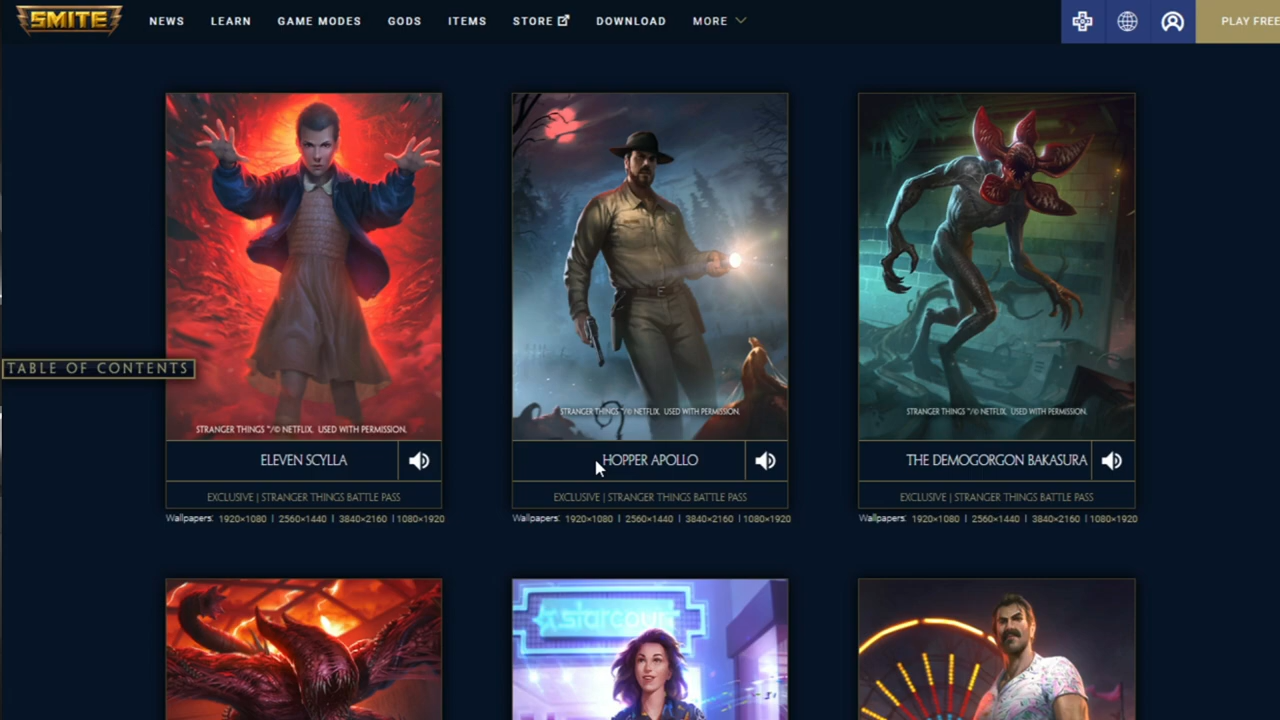 SMITE NEWS LEARN GAME MODES GODS ITEMS STORE DOWNLOAD MORE PLAY FREE
STRANGER THINGS ™/© NETFLIX. USED WITH PERMISSION.
ELEVEN SCYLLA
EXCLUSIVE | STRANGER THINGS BATTLE PASS
Wallpapers: 1920×1080 | 2560×1440 | 3840×2160 | 1080×1920
STRANGER THINGS ™/© NETFLIX. USED WITH PERMISSION.
HOPPER APOLLO
EXCLUSIVE | STRANGER THINGS BATTLE PASS
Wallpapers: 1920×1080 | 2560×1440 | 3840×2160 | 1080×1920
STRANGER THINGS ™/© NETFLIX. USED WITH PERMISSION.
THE DEMOGORGON BAKASURA
EXCLUSIVE | STRANGER THINGS BATTLE PASS
Wallpapers: 1920×1080 | 2560×1440 | 3840×2160 | 1080×1920
TABLE OF CONTENTS
starcourt